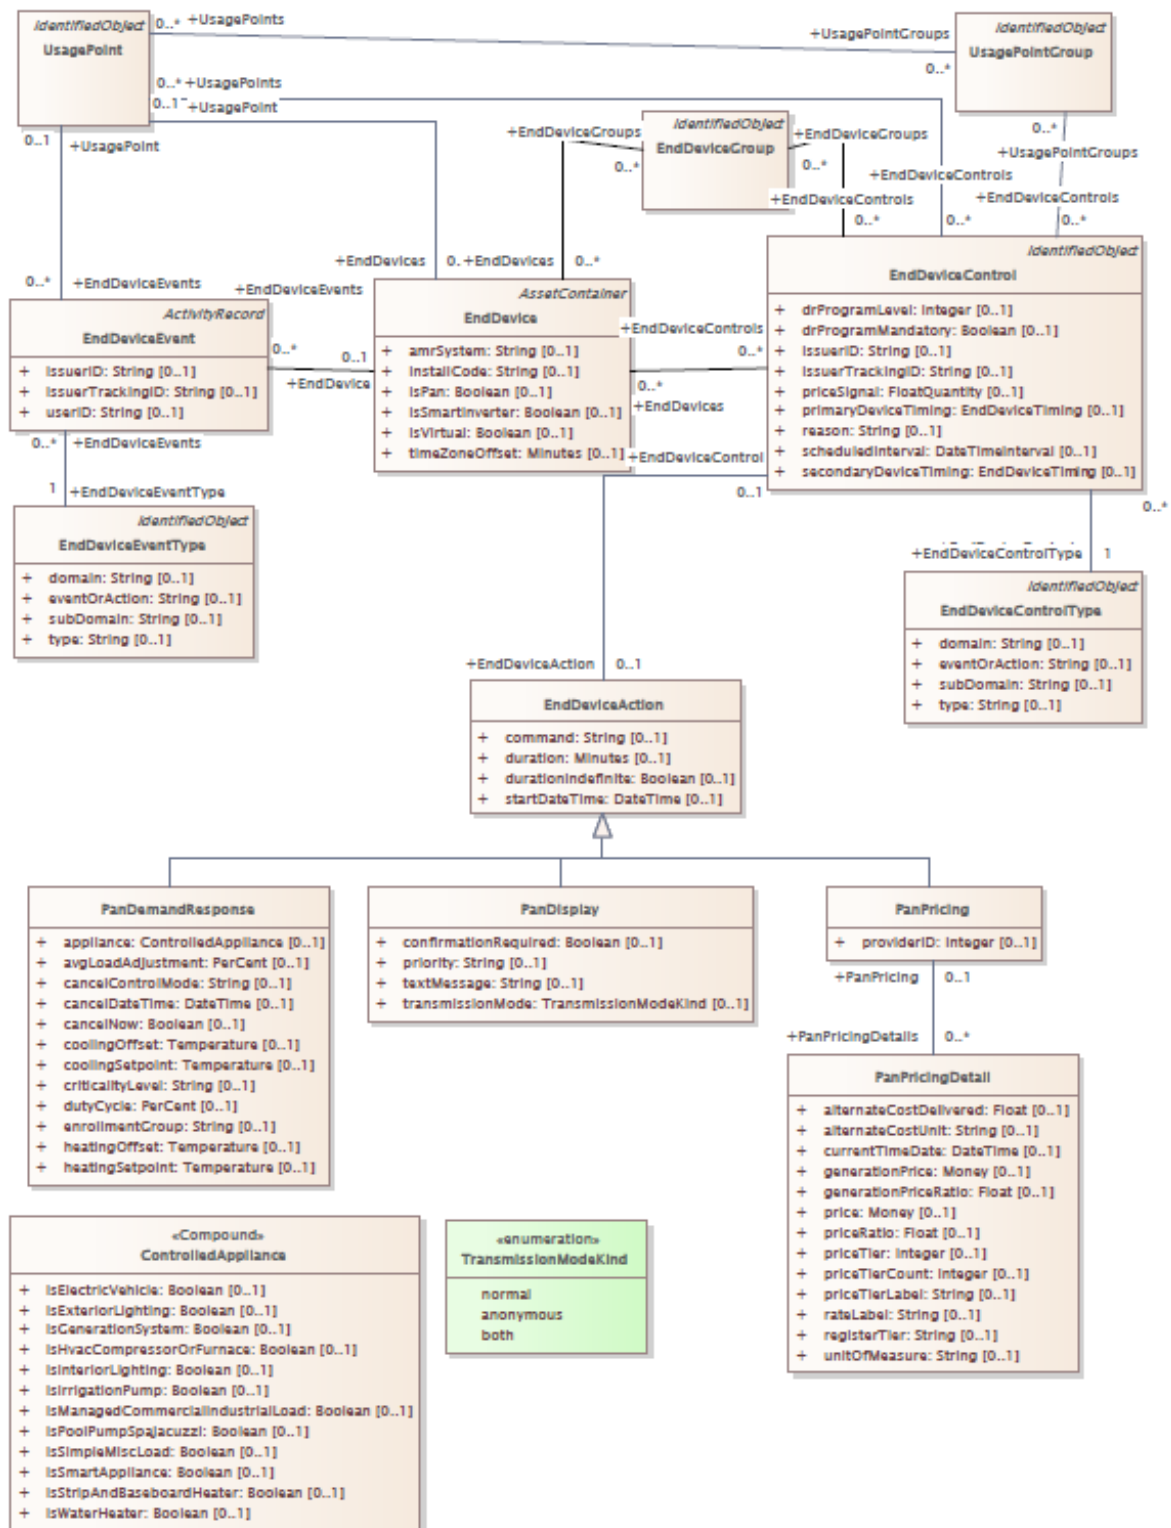 IdentifiedObject
UsagePoint
0..*
+UsagePoints
+UsagePointGroups
0..*
IdentifiedObject
UsagePointGroup
0..* +UsagePoints
0..1
+UsagePoint
0..1
+UsagePoint
+EndDeviceGroups
0..*
IdentifiedObject
EndDeviceGroup
+EndDeviceGroups
0..*
0..*
+UsagePointGroups
+EndDeviceControls
+EndDeviceControls
+EndDeviceControls
0..*
0..*
0..*
0..*
+EndDeviceEvents
+EndDevices
0..
+EndDevices
0..*
+EndDeviceEvents
ActivityRecord
EndDeviceEvent
+ issuerID: String [0..1]
+ issuerTrackingID: String [0..1]
+ userID: String [0..1]
0..*
0..1
+EndDevice
AssetContainer
EndDevice
+ amrSystem: String [0..1]
+ installCode: String [0..1]
+ isPan: Boolean [0..1]
+ isSmartInverter: Boolean [0..1]
+ isVirtual: Boolean [0..1]
+ timeZoneOffset: Minutes [0..1]
+EndDeviceControls
0..*
0..*
+EndDevices
+EndDeviceControl
0..1
IdentifiedObject
EndDeviceControl
+ drProgramLevel: Integer [0..1]
+ drProgramMandatory: Boolean [0..1]
+ issuerID: String [0..1]
+ issuerTrackingID: String [0..1]
+ priceSignal: FloatQuantity [0..1]
+ primaryDeviceTiming: EndDeviceTiming [0..1]
+ reason: String [0..1]
+ scheduledInterval: DateTimeInterval [0..1]
+ secondaryDeviceTiming: EndDeviceTiming [0..1]
0..*
0..*
+EndDeviceEvents
1
+EndDeviceEventType
IdentifiedObject
EndDeviceEventType
+ domain: String [0..1]
+ eventOrAction: String [0..1]
+ subDomain: String [0..1]
+ type: String [0..1]
+EndDeviceControlType
1
IdentifiedObject
EndDeviceControlType
+ domain: String [0..1]
+ eventOrAction: String [0..1]
+ subDomain: String [0..1]
+ type: String [0..1]
+EndDeviceAction
0..1
EndDeviceAction
+ command: String [0..1]
+ duration: Minutes [0..1]
+ durationIndefinite: Boolean [0..1]
+ startDateTime: DateTime [0..1]
PanDemandResponse
+ appliance: ControlledAppliance [0..1]
+ avgLoadAdjustment: PerCent [0..1]
+ cancelControlMode: String [0..1]
+ cancelDateTime: DateTime [0..1]
+ cancelNow: Boolean [0..1]
+ coolingOffset: Temperature [0..1]
+ coolingSetpoint: Temperature [0..1]
+ criticalityLevel: String [0..1]
+ dutyCycle: PerCent [0..1]
+ enrollmentGroup: String [0..1]
+ heatingOffset: Temperature [0..1]
+ heatingSetpoint: Temperature [0..1]
PanDisplay
+ confirmationRequired: Boolean [0..1]
+ priority: String [0..1]
+ textMessage: String [0..1]
+ transmissionMode: TransmissionModeKind [0..1]
PanPricing
+ providerID: Integer [0..1]
+PanPricing
0..1
+PanPricingDetails
0..*
PanPricingDetail
+ alternateCostDelivered: Float [0..1]
+ alternateCostUnit: String [0..1]
+ currentTimeDate: DateTime [0..1]
+ generationPrice: Money [0..1]
+ generationPriceRatio: Float [0..1]
+ price: Money [0..1]
+ priceRatio: Float [0..1]
+ priceTier: Integer [0..1]
+ priceTierCount: Integer [0..1]
+ priceTierLabel: String [0..1]
+ rateLabel: String [0..1]
+ registerTier: String [0..1]
+ unitOfMeasure: String [0..1]
«Compound»
ControlledAppliance
+ isElectricVehicle: Boolean [0..1]
+ isExteriorLighting: Boolean [0..1]
+ isGenerationSystem: Boolean [0..1]
+ isHvacCompressorOrFurnace: Boolean [0..1]
+ isInteriorLighting: Boolean [0..1]
+ isIrrigationPump: Boolean [0..1]
+ isManagedCommercialIndustrialLoad: Boolean [0..1]
+ isPoolPumpSpaJacuzzi: Boolean [0..1]
+ isSimpleMiscLoad: Boolean [0..1]
+ isSmartAppliance: Boolean [0..1]
+ isStripAndBaseboardHeater: Boolean [0..1]
+ isWaterHeater: Boolean [0..1]
«enumeration»
TransmissionModeKind
normal
anonymous
both